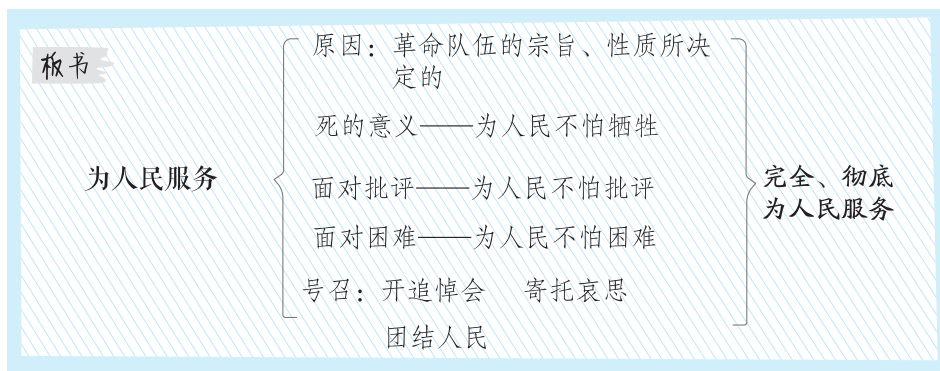 板书
为人民服务
原因：革命队伍的宗旨、性质所决
定的
死的意义——为人民不怕牺牲
面对批评——为人民不怕批评
面对困难——为人民不怕困难
号召：开追悼会 寄托哀思
团结人民
完全、彻底
为人民服务